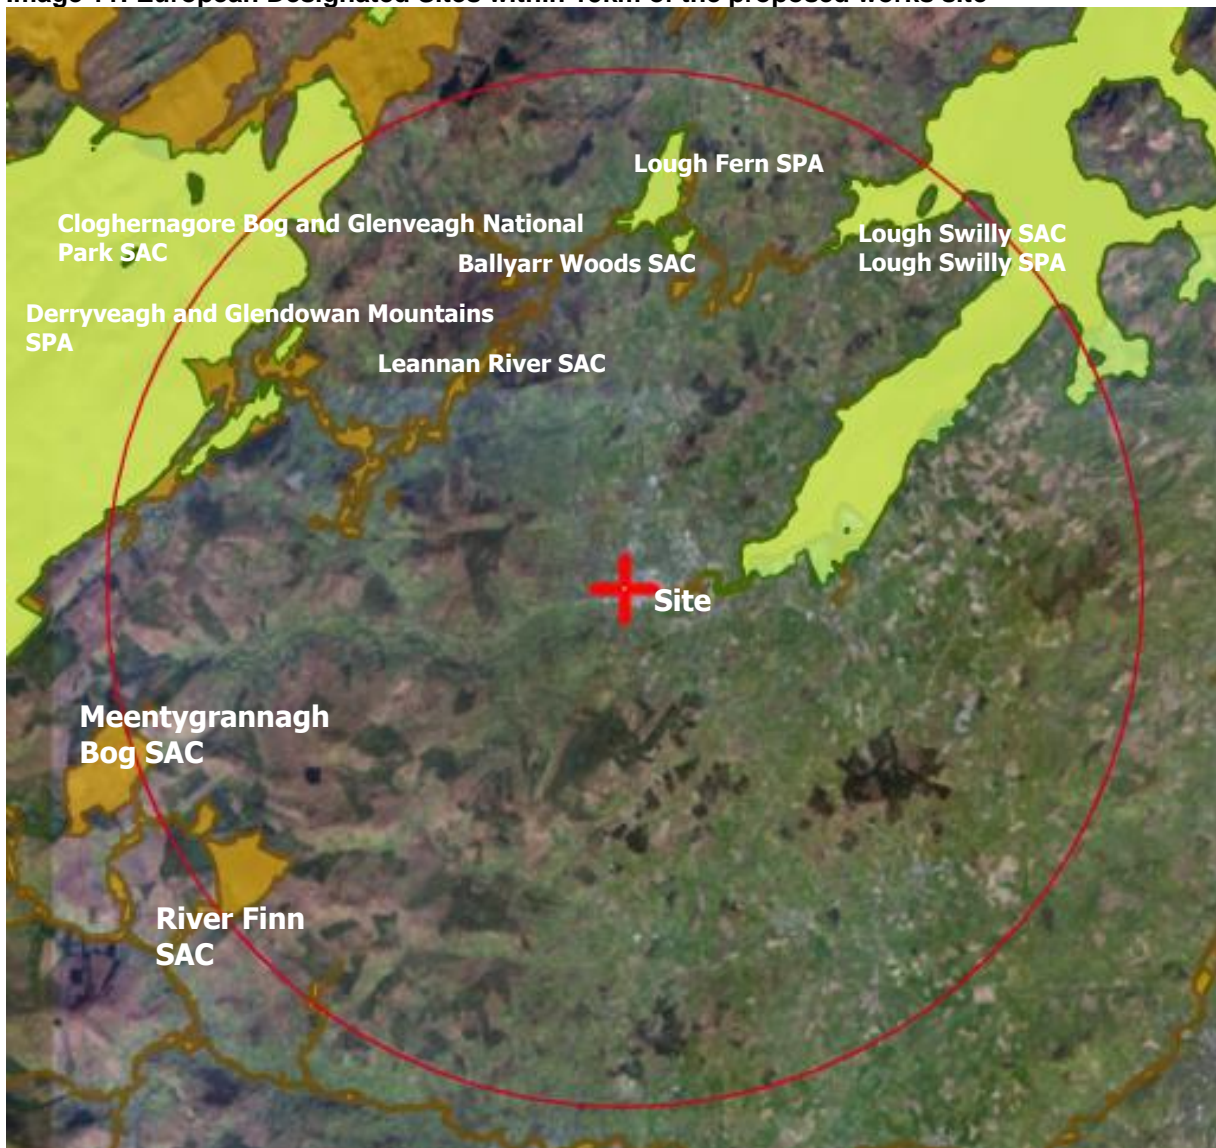 Lough Fern SPA
Cloghernagore Bog and Glenveagh National
Park SAC
Lough Swilly SAC
Lough Swilly SPA
Ballyarr Woods SAC
Derryveagh and Glendowan Mountains
SPA
Leannan River SAC
Site
Meentygrannagh
Bog SAC
River Finn
SAC